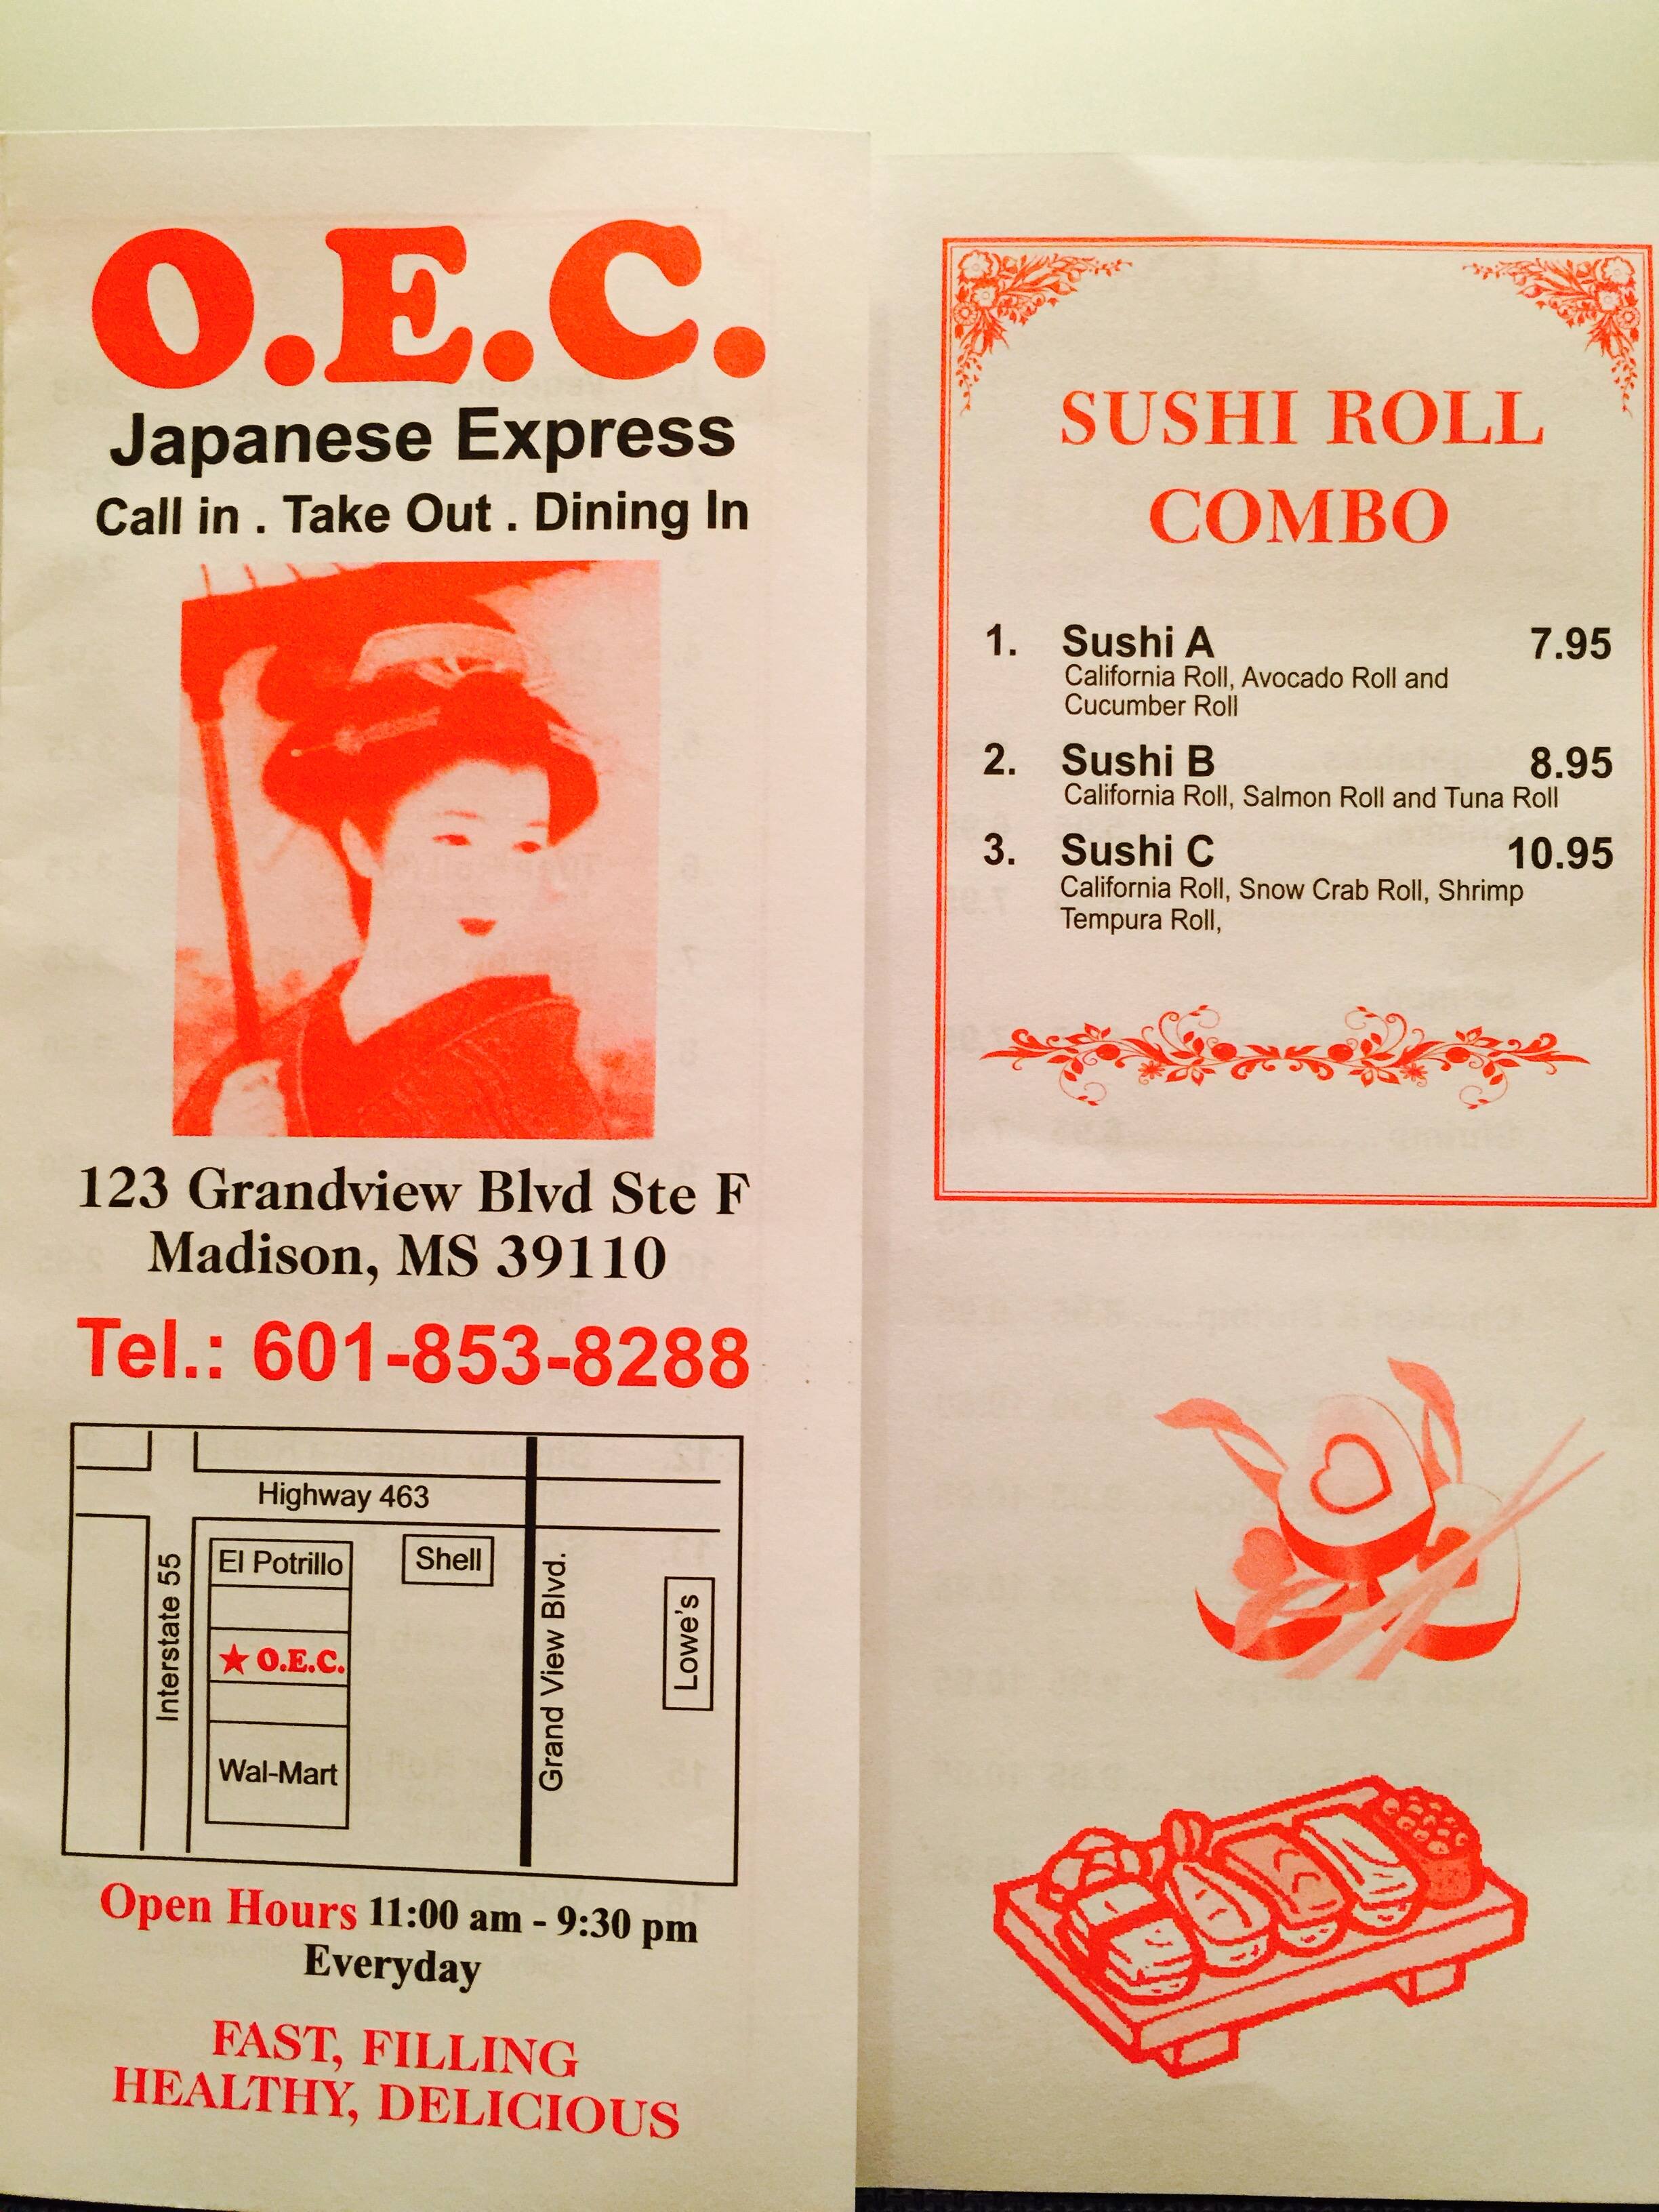 O.E.C.
Japanese Express
Call in . Take Out . Dining In
123 Grandview Blvd Ste F
Madison, MS 39110
Tel.: 601-853-8288
Highway 463
Interstate 55
El Potrillo
Shell
★ O.E.C.
Wal-Mart
Grand View Blvd.
Lowe's
Open Hours 11:00 am - 9:30 pm
Everyday
FAST, FILLING
HEALTHY, DELICIOUS
SUSHI ROLL
COMBO
1. Sushi A 7.95
California Roll, Avocado Roll and
Cucumber Roll
2. Sushi B 8.95
California Roll, Salmon Roll and Tuna Roll
3. Sushi C 10.95
California Roll, Snow Crab Roll, Shrimp
Tempura Roll,